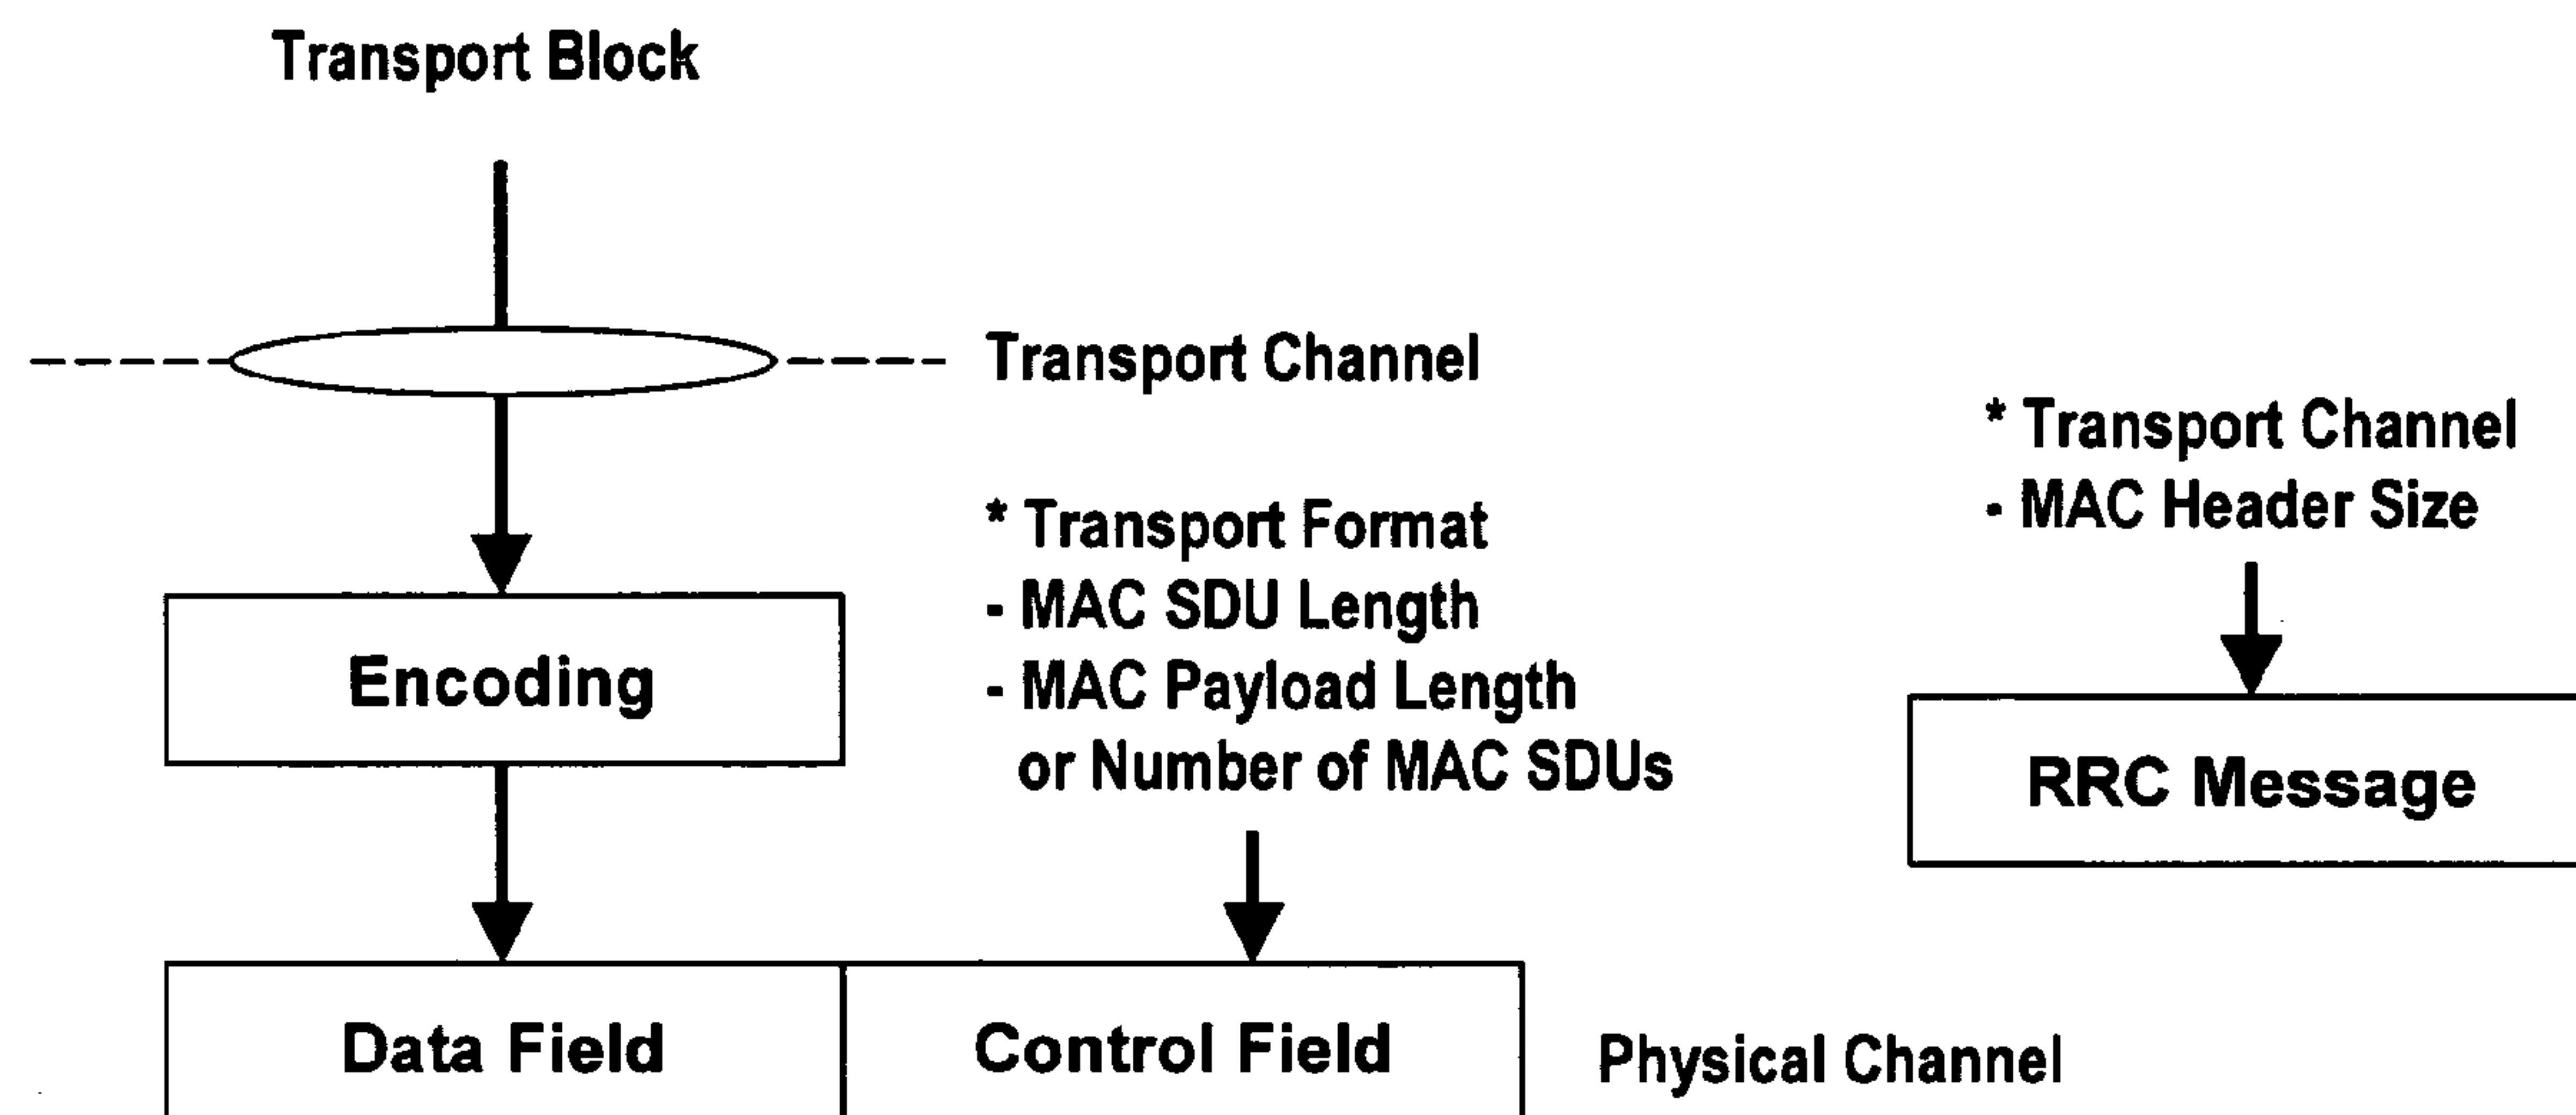 Transport Block
Transport Channel
* Transport Channel
- MAC Header Size
* Transport Format
- MAC SDU Length
- MAC Payload Length
or Number of MAC SDUs
Encoding
RRC Message
Data Field
Control Field
Physical Channel